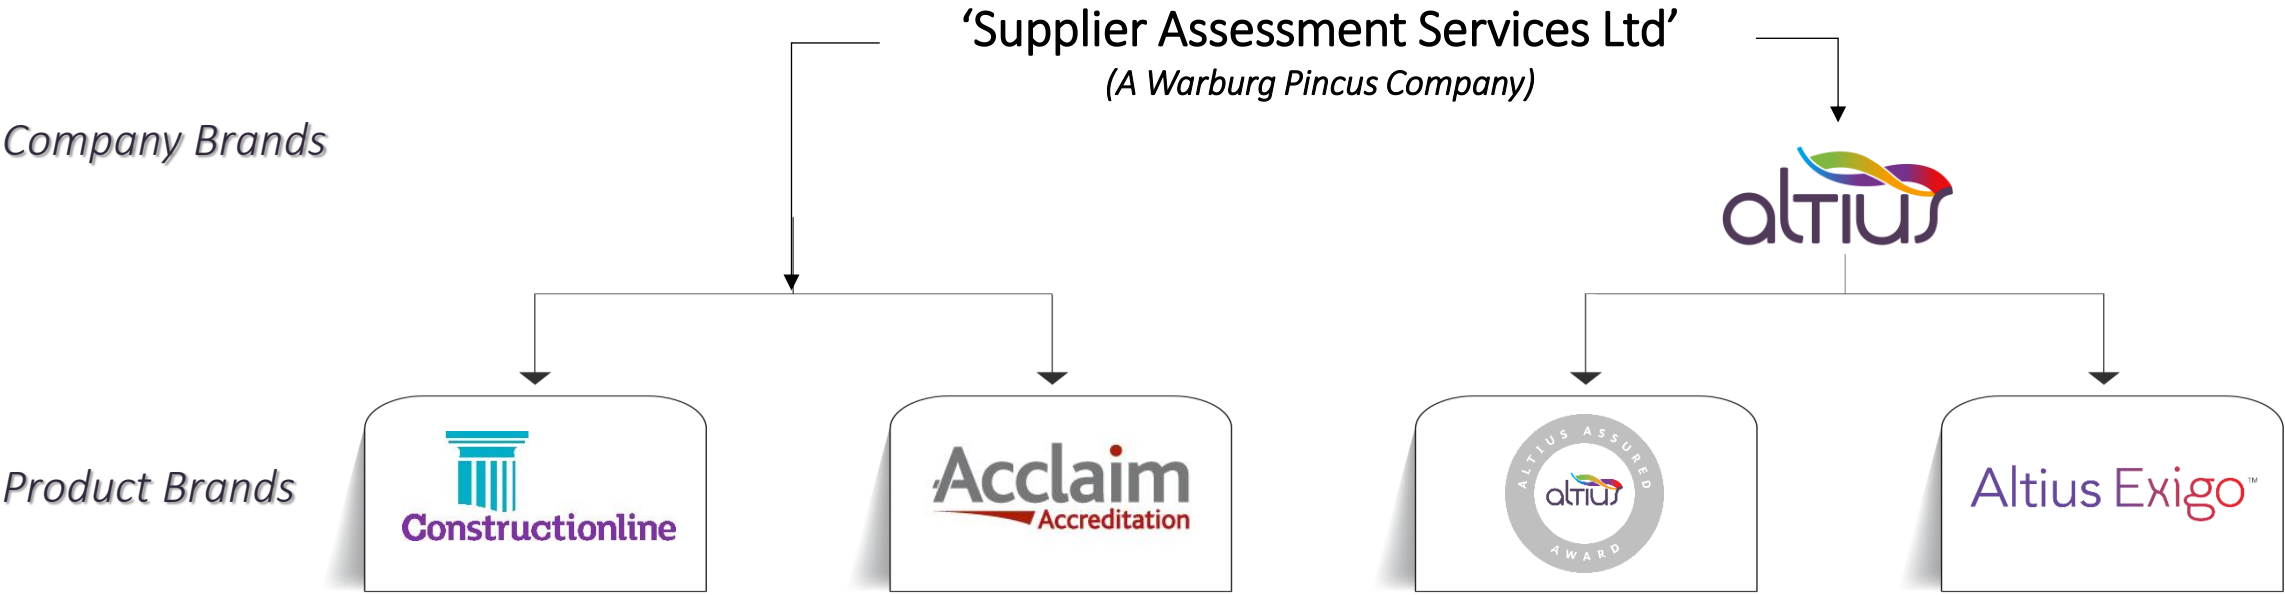 ‘Supplier Assessment Services Ltd’
(A Warburg Pincus Company)
Company Brands
altius
Product Brands
Constructionline
Acclaim
Accreditation
ALTIUS ASSURED
altius
AWARD
Altius Exigo™